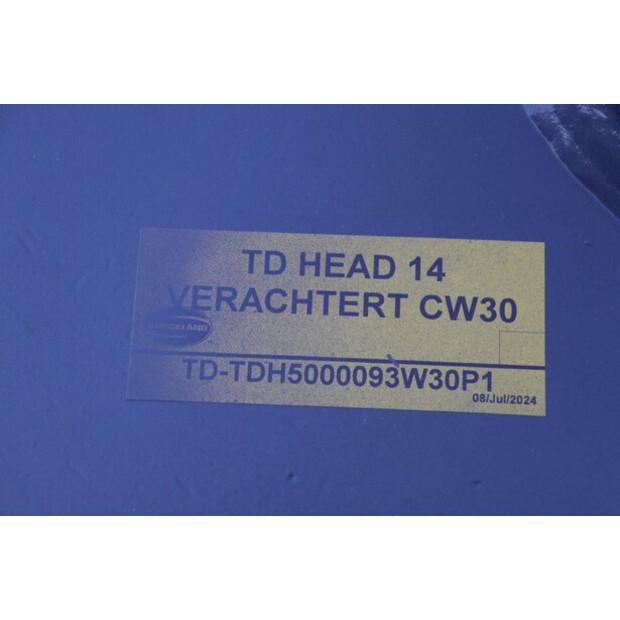 TD HEAD 14
VERACHTERT CW30
TD-TDH5000093W30P1
08/Jul/2024